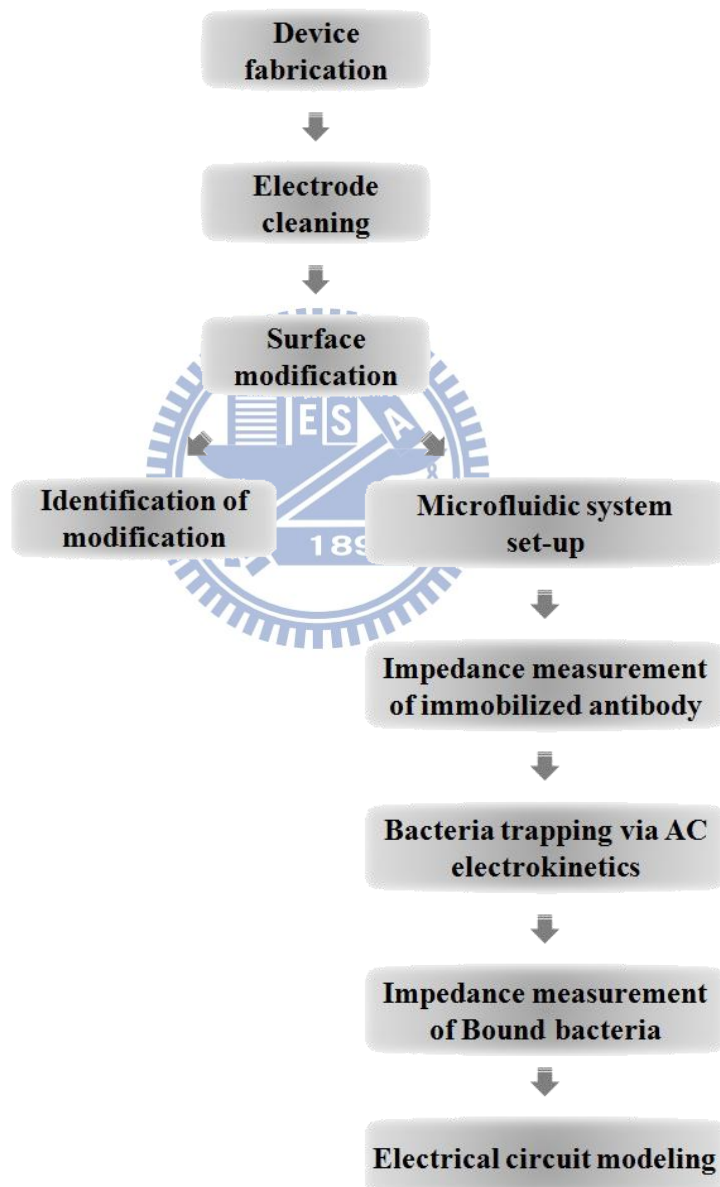 Device
fabrication
Electrode
cleaning
Surface
modification
E S A
Identification of
modification
Microfluidic system
set-up
189
Impedance measurement
of immobilized antibody
Bacteria trapping via AC
electrokinetics
Impedance measurement
of Bound bacteria
Electrical circuit modeling